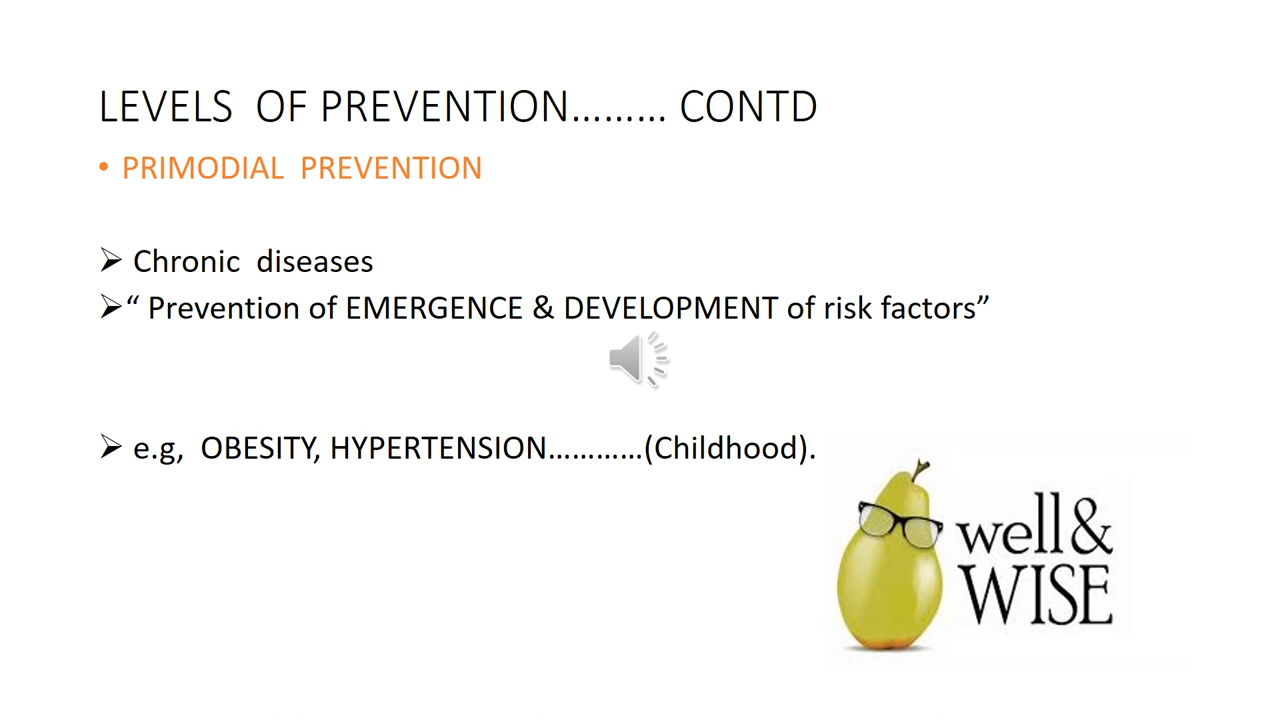 LEVELS OF PREVENTION……… CONTD
• PRIMODIAL PREVENTION
➢ Chronic diseases
➢“ Prevention of EMERGENCE & DEVELOPMENT of risk factors”
➢ e.g, OBESITY, HYPERTENSION…………(Childhood).
well&
WISE